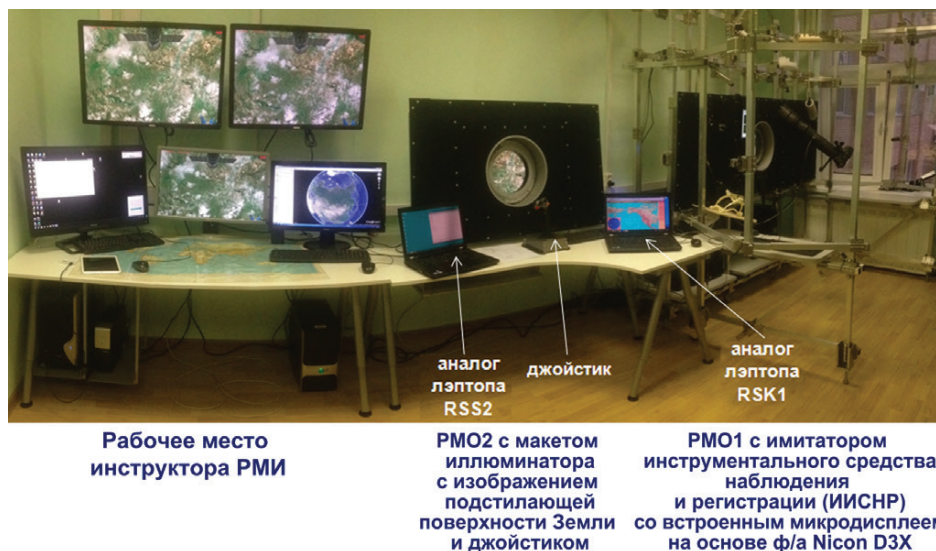 аналог
лэптопа
RSS2
джойстик
аналог
лэптопа
RSK1
Рабочее место
инструктора РМИ
РМО2 с макетом
иллюминатора
с изображением
подстилающей
поверхности Земли
и джойстиком
РМО1 с имитатором
инструментального средства
наблюдения
и регистрации (ИИСНР)
со встроенным микродисплеем
на основе ф/а Nicon D3X